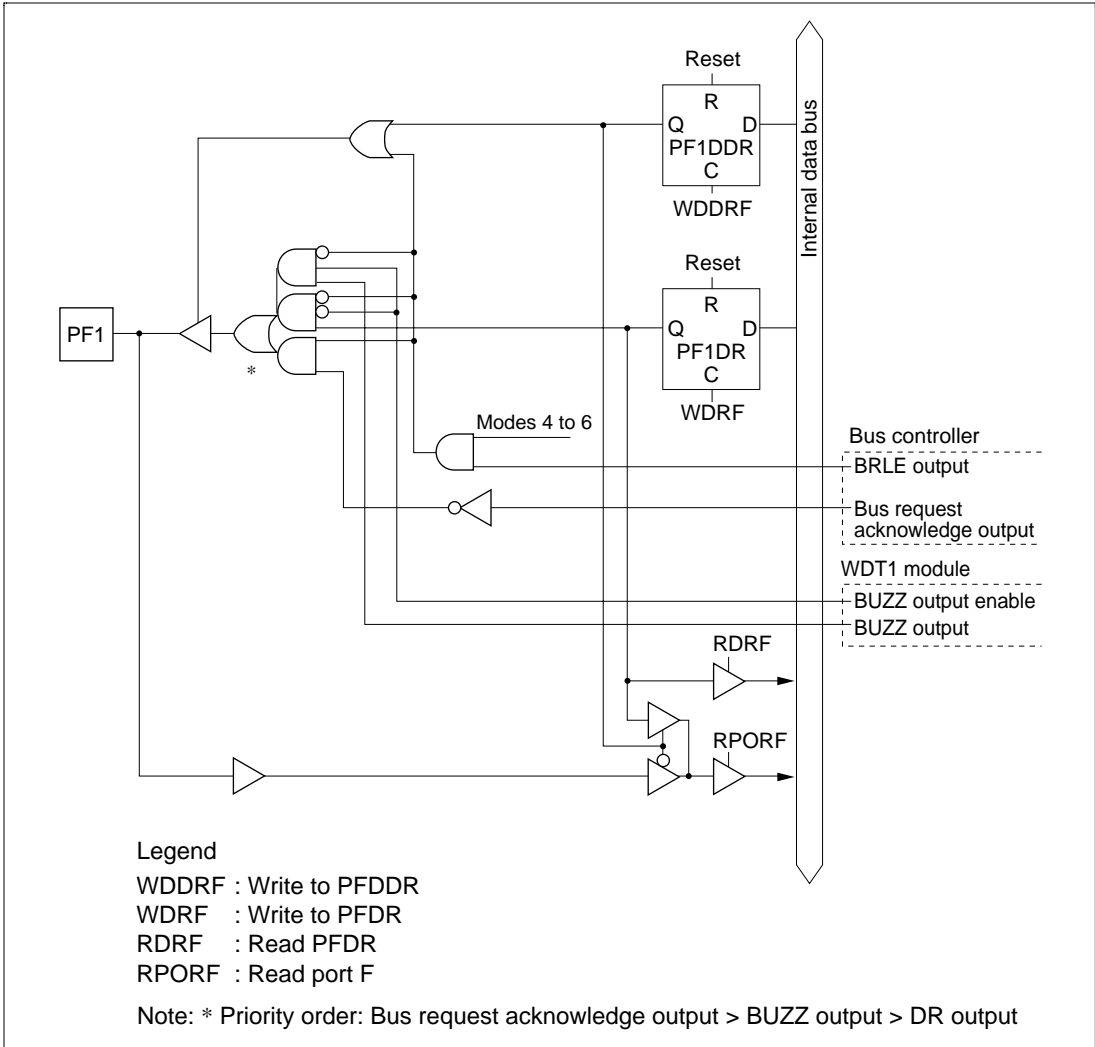 Reset
R
Q D
PF1DDR
C
WDDRF
Internal data bus
Reset
R
Q D
PF1DR
C
WDRF
PF1
*
Modes 4 to 6
Bus controller
BRLE output
Bus request
acknowledge output
WDT1 module
BUZZ output enable
BUZZ output
RDRF
RPORF
Legend
WDDRF : Write to PFDDR
WDRF : Write to PFDR
RDRF : Read PFDR
RPORF : Read port F
Note: * Priority order: Bus request acknowledge output > BUZZ output > DR output